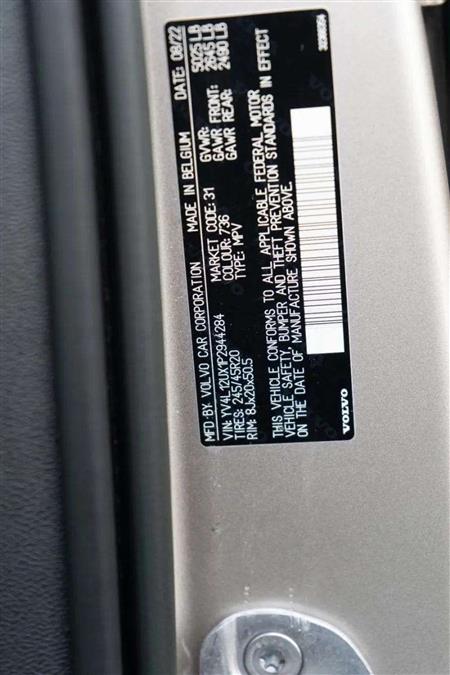 MFD BY VOLVO CAR CORPORATION MADE IN BELGIUM DATE: 08/22
VIN: YV4L12UX1P2944284
TIRES: 245/45R20
RIM: 8Jx20x50.5
MARKET CODE: 31
COLOUR: 736
TYPE: MPV
GVWR: 5025 LB
GAWR FRONT: 2645 LB
GAWR REAR: 2490 LB
THIS VEHICLE CONFORMS TO ALL APPLICABLE FEDERAL MOTOR
VEHICLE SAFETY, BUMPER AND THEFT PREVENTION STANDARDS IN EFFECT
ON THE DATE OF MANUFACTURE SHOWN ABOVE.
VOLVO